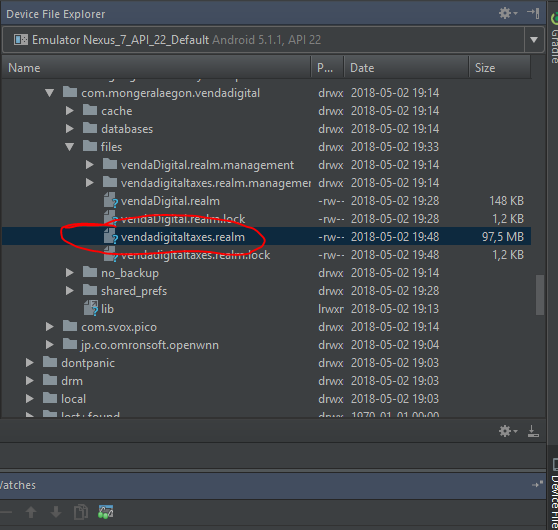 Device File Explorer
Emulator Nexus_7_API_22_Default Android 5.1.1, API 22
Name P... Date Size
com.mongeralaegon.vendadigital drwx 2018-05-02 19:14
cache drwx 2018-05-02 19:14
databases drwx 2018-05-02 19:14
files drwx 2018-05-02 19:33
vendaDigital.realm.management drwx 2018-05-02 19:14
vendadigitaltaxes.realm.manageme drwx 2018-05-02 19:14
vendaDigital.realm -rw-- 2018-05-02 19:28 148 KB
vendaDigital.realm.lock -rw-- 2018-05-02 19:28 1,2 KB
vendadigitaltaxes.realm -rw-- 2018-05-02 19:48 97,5 MB
vendadigitaltaxes.realm.lock -rw-- 2018-05-02 19:48 1,2 KB
no_backup drwx 2018-05-02 19:14
shared_prefs drwx 2018-05-02 19:28
lib lrwxr 2018-05-02 19:13
com.svox.pico drwx 2018-05-02 19:14
jp.co.omronsoft.openwnn drwx 2018-05-02 19:04
dontpanic drwx 2018-05-02 19:03
drm drwx 2018-05-02 19:03
local drwx 2018-05-02 19:03
lost+found drwx 1970-01-01 00:00
Watches
Gradle
Device File